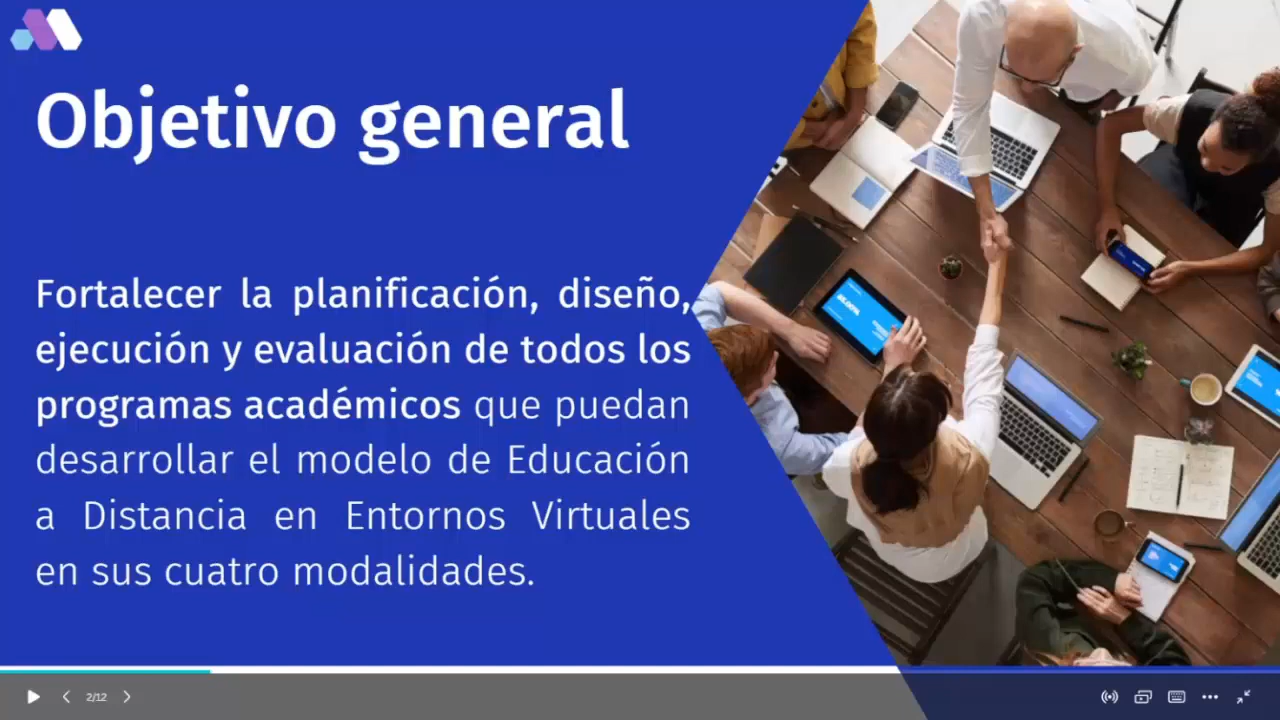 Objetivo general
Fortalecer la planificación, diseño,
ejecución y evaluación de todos los
programas académicos que puedan
desarrollar el modelo de Educación
a Distancia en Entornos Virtuales
en sus cuatro modalidades.
2/12